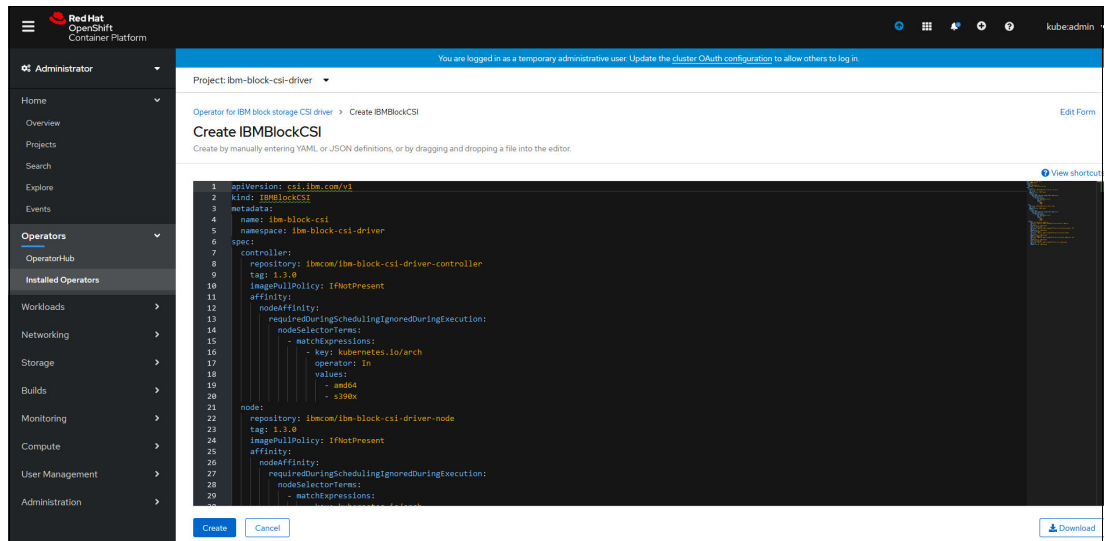 Red Hat
OpenShift
Container Platform
kube:admin
Administrator
You are logged in as a temporary administrative user. Update the cluster OAuth configuration to allow others to log in.
Project: ibm-block-csi-driver
Home
Overview
Projects
Search
Explore
Events
Operators
OperatorHub
Installed Operators
Workloads
Networking
Storage
Builds
Monitoring
Compute
User Management
Administration
Operator for IBM block storage CSI driver > Create IBMBlockCSI
Edit Form
Create IBMBlockCSI
Create by manually entering YAML or JSON definitions, or by dragging and dropping a file into the editor.
View shortcuts
1 apiVersion: csi.ibm.com/v1
2 kind: IBMBlockCSI
3 metadata:
4 name: ibm-block-csi
5 namespace: ibm-block-csi-driver
6 spec:
7 controller:
8 repository: ibmcom/ibm-block-csi-driver-controller
9 tag: 1.3.0
10 imagePullPolicy: IfNotPresent
11 affinity:
12 nodeAffinity:
13 requiredDuringSchedulingIgnoredDuringExecution:
14 nodeSelectorTerms:
15 - matchExpressions:
16 - key: kubernetes.io/arch
17 operator: In
18 values:
19 - amd64
20 - s390x
21 node:
22 repository: ibmcom/ibm-block-csi-driver-node
23 tag: 1.3.0
24 imagePullPolicy: IfNotPresent
25 affinity:
26 nodeAffinity:
27 requiredDuringSchedulingIgnoredDuringExecution:
28 nodeSelectorTerms:
29 - matchExpressions:
Create
Cancel
Download